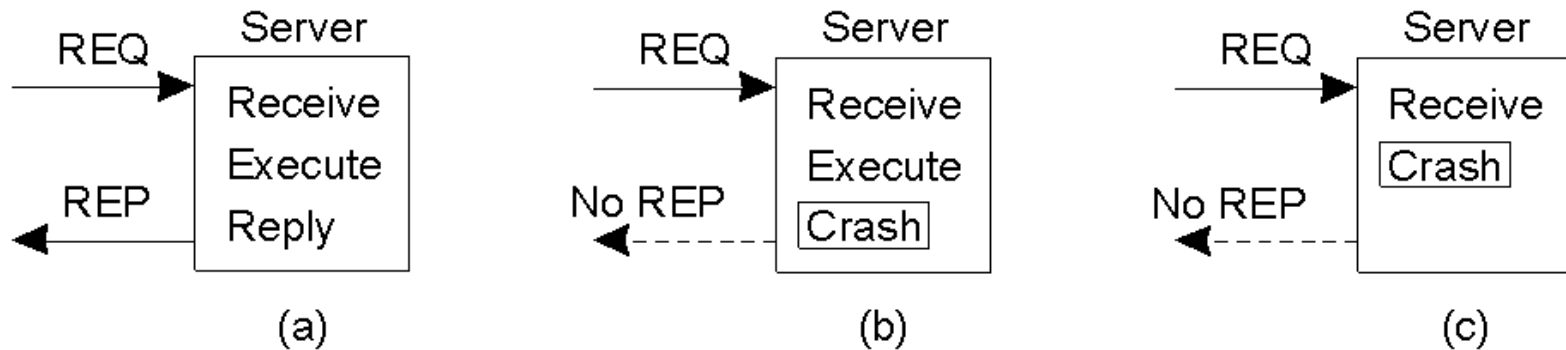 Server
REQ
Receive
Execute
REP
Reply
(a)
Server
REQ
Receive
Execute
No REP
Crash
(b)
Server
REQ
Receive
Crash
No REP
(c)